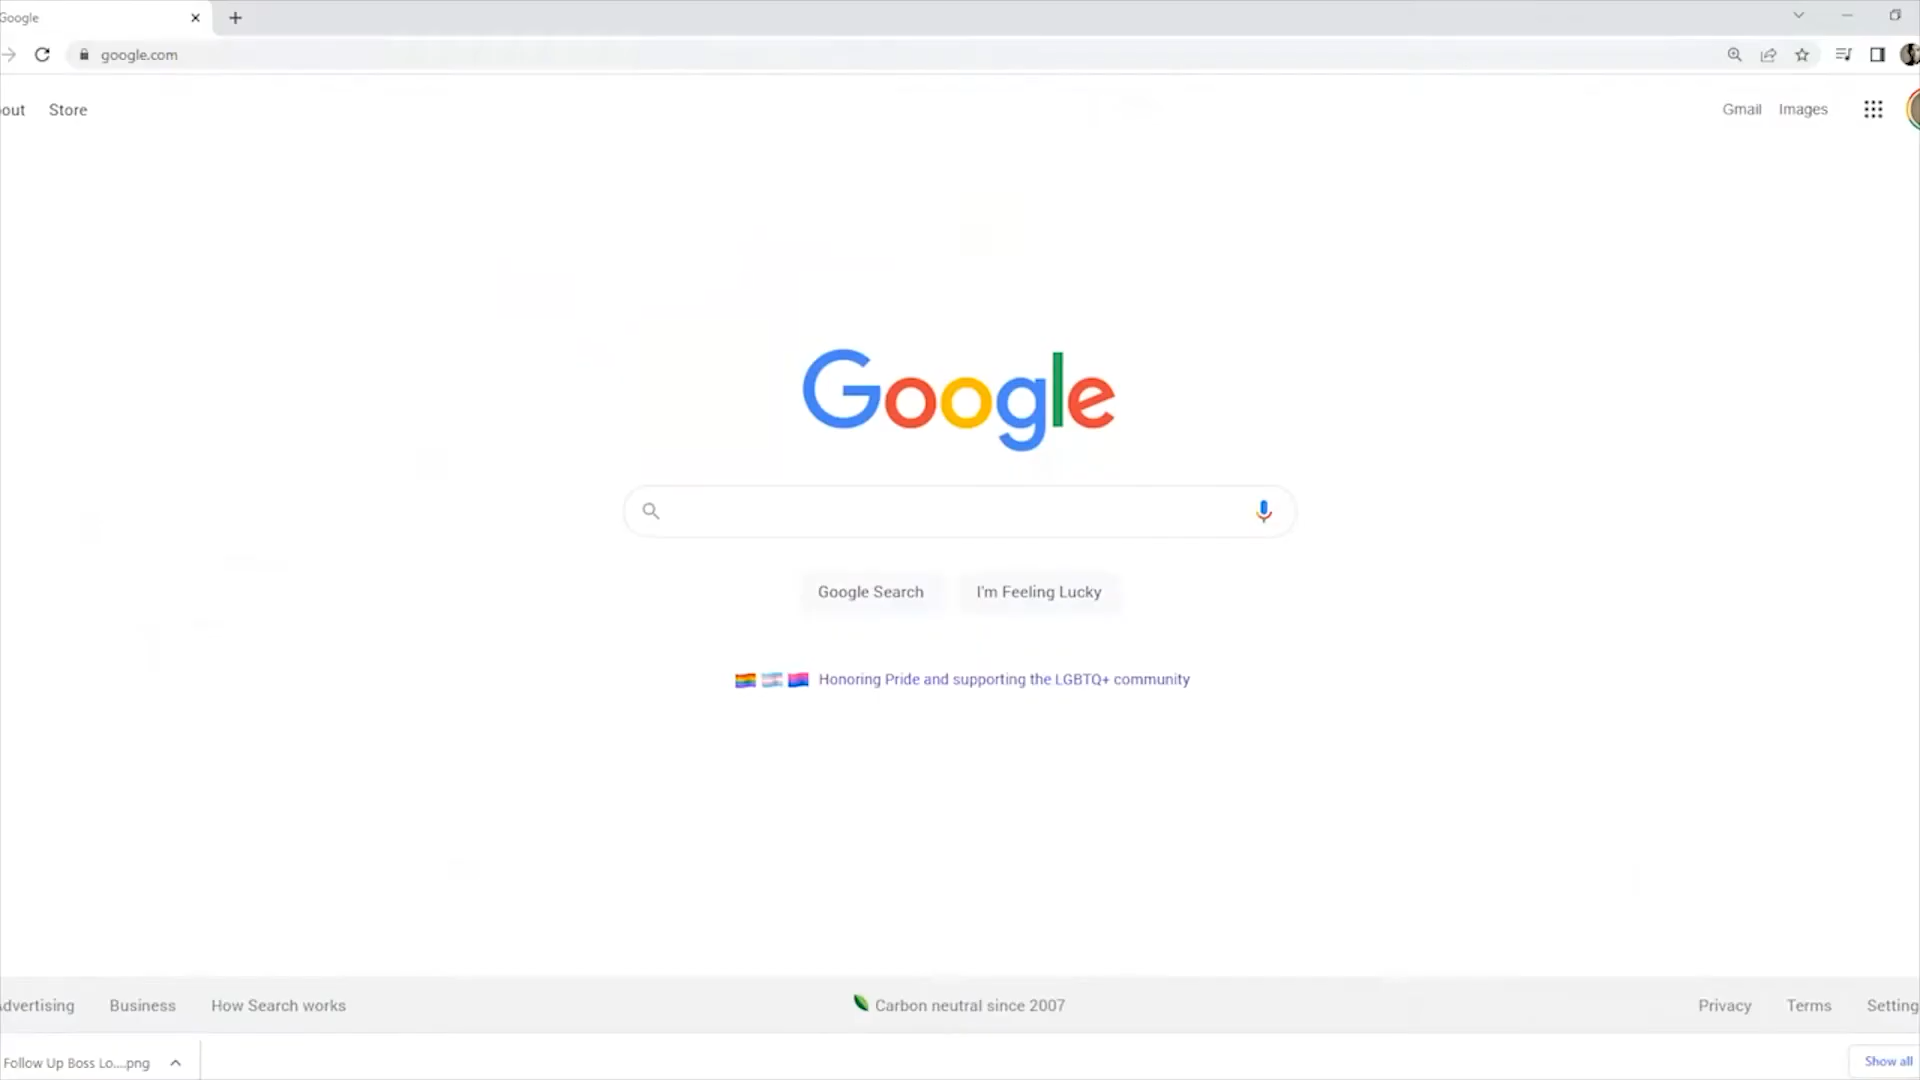 Google
google.com
out Store
Gmail Images
Google
Google Search I'm Feeling Lucky
Honoring Pride and supporting the LGBTQ+ community
dvertising Business How Search works
Carbon neutral since 2007
Privacy Terms Setting
Follow Up Boss Lo....png
Show all